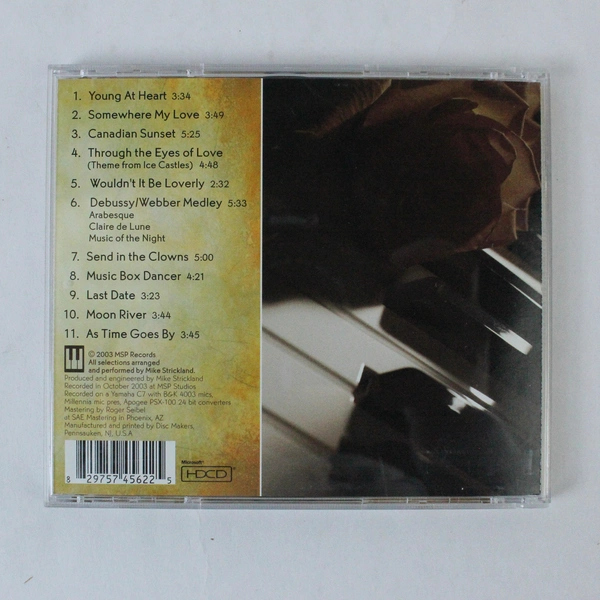 1. Young At Heart 3:34
2. Somewhere My Love 3:49
3. Canadian Sunset 5:25
4. Through the Eyes of Love
(Theme from Ice Castles) 4:48
5. Wouldn't It Be Loverly 2:32
6. Debussy/Webber Medley 5:33
Arabesque
Claire de Lune
Music of the Night
7. Send in the Clowns 5:00
8. Music Box Dancer 4:21
9. Last Date 3:23
10. Moon River 3:44
11. As Time Goes By 3:45
© 2003 MSP Records
All selections arranged
and performed by Mike Strickland.
Produced and engineered by Mike Strickland
Recorded in October 2003 at MSP Studios
Recorded on a Yamaha C7 with B&K 4003 mics,
Millennia mic pres, Apogee PSX-100 24 bit converters
Mastering by Roger Seibel
at SAE Mastering in Phoenix, AZ
Manufactured and printed by Disc Makers,
Pennsauken, NJ, U.S.A
8 29757 45622 5
Microsoft®
HDCD®